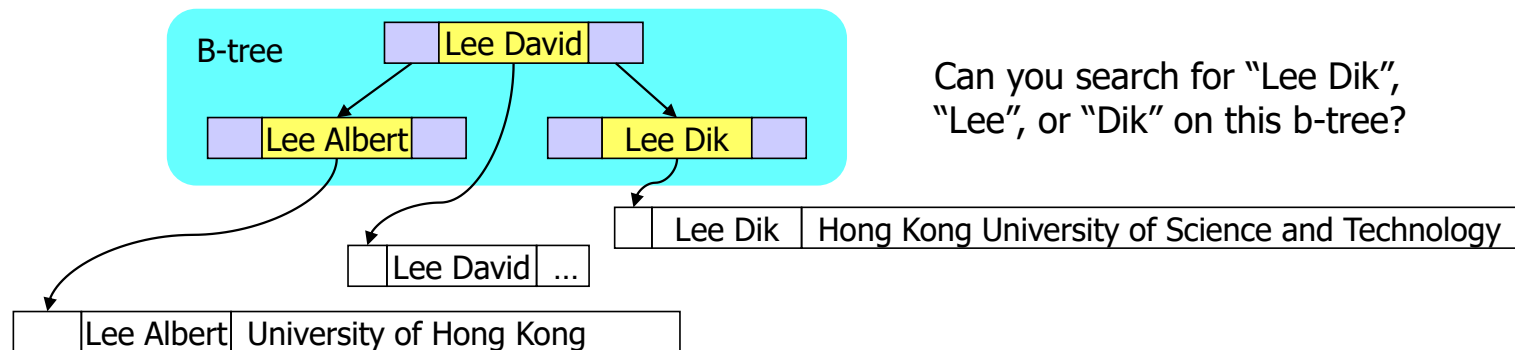 B-tree
Lee David
Lee Albert
Lee Dik
Can you search for “Lee Dik”,
“Lee”, or “Dik” on this b-tree?
Lee Dik Hong Kong University of Science and Technology
Lee David ...
Lee Albert University of Hong Kong